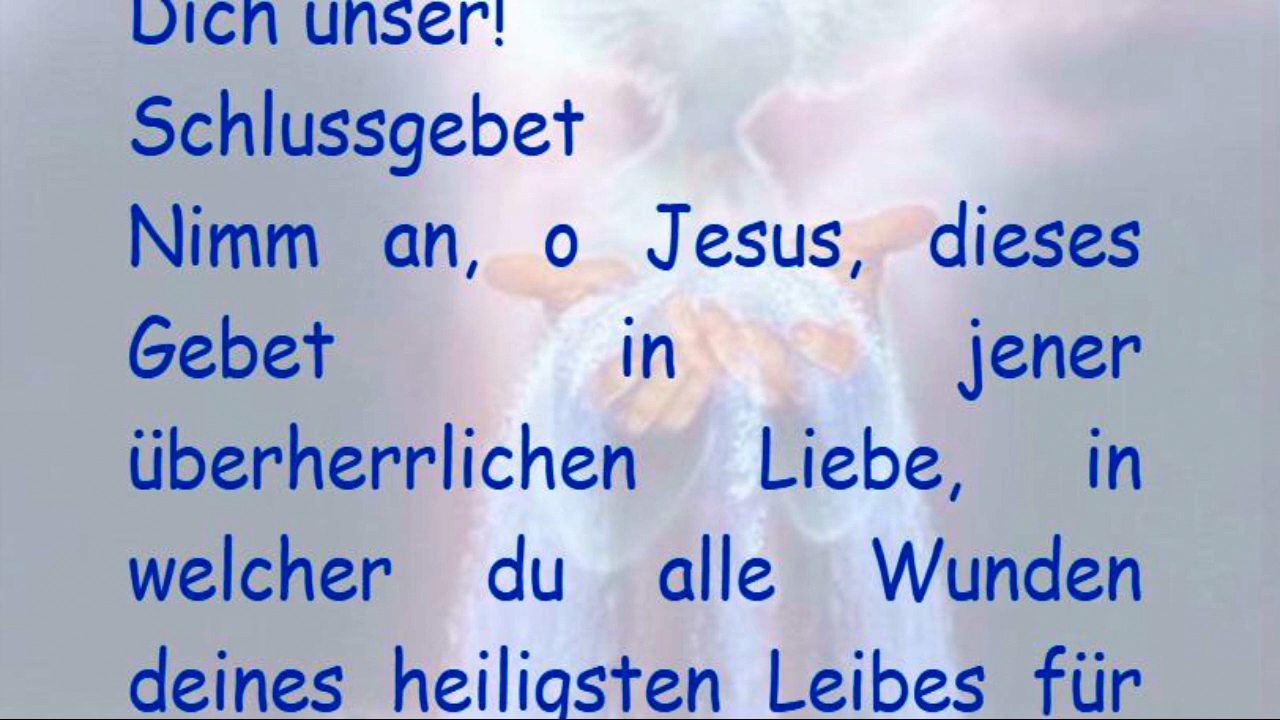 Dich unser!
Schlussgebet
Nimm an, o Jesus, dieses
Gebet in jener
überherrlichen Liebe, in
welcher du alle Wunden
deines heiligsten Leibes für